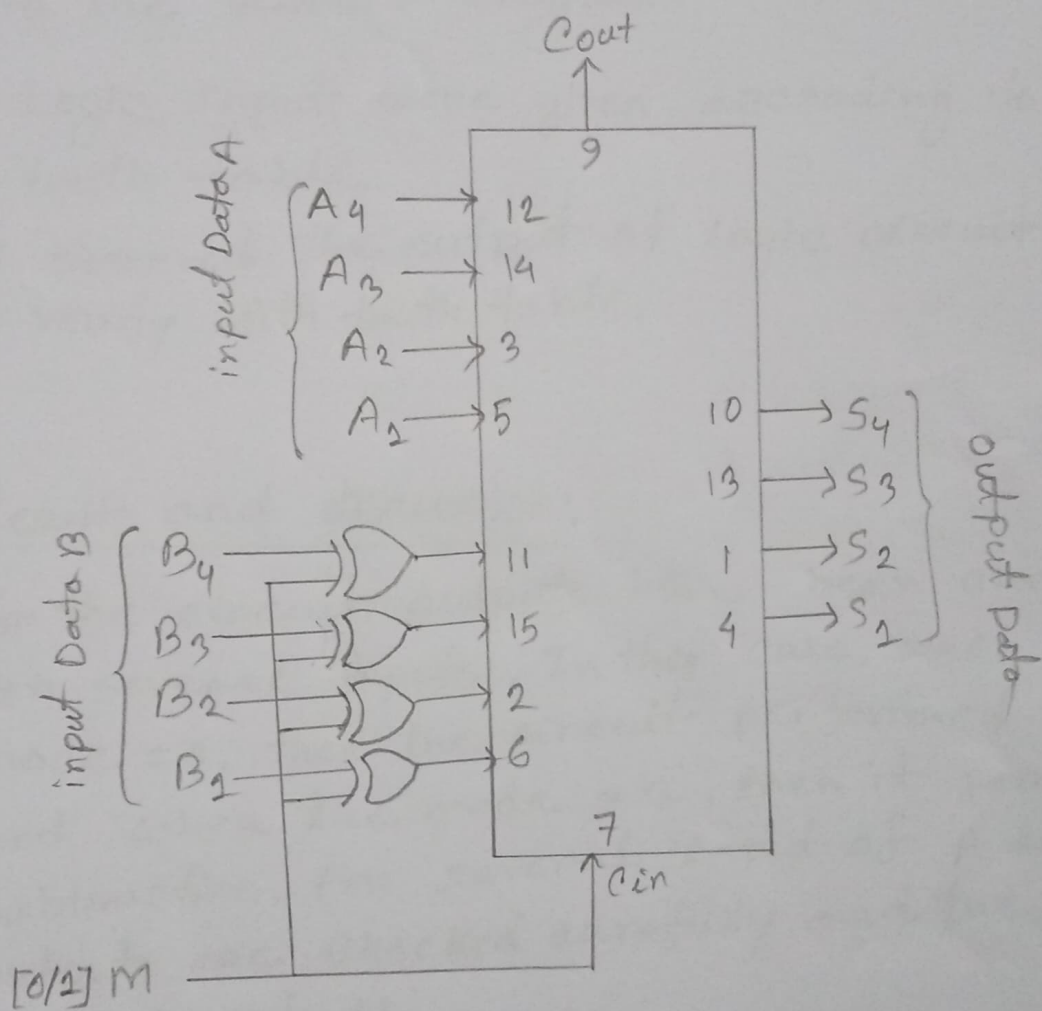 Cout
9
input Data A
A4 12
A3 14
A2 3
A1 5
10 S4
13 S3
1 S2
4 S1
output Data
input Data B
B4 11
B3 15
B2 2
B1 6
7
Cin
[0/1] M